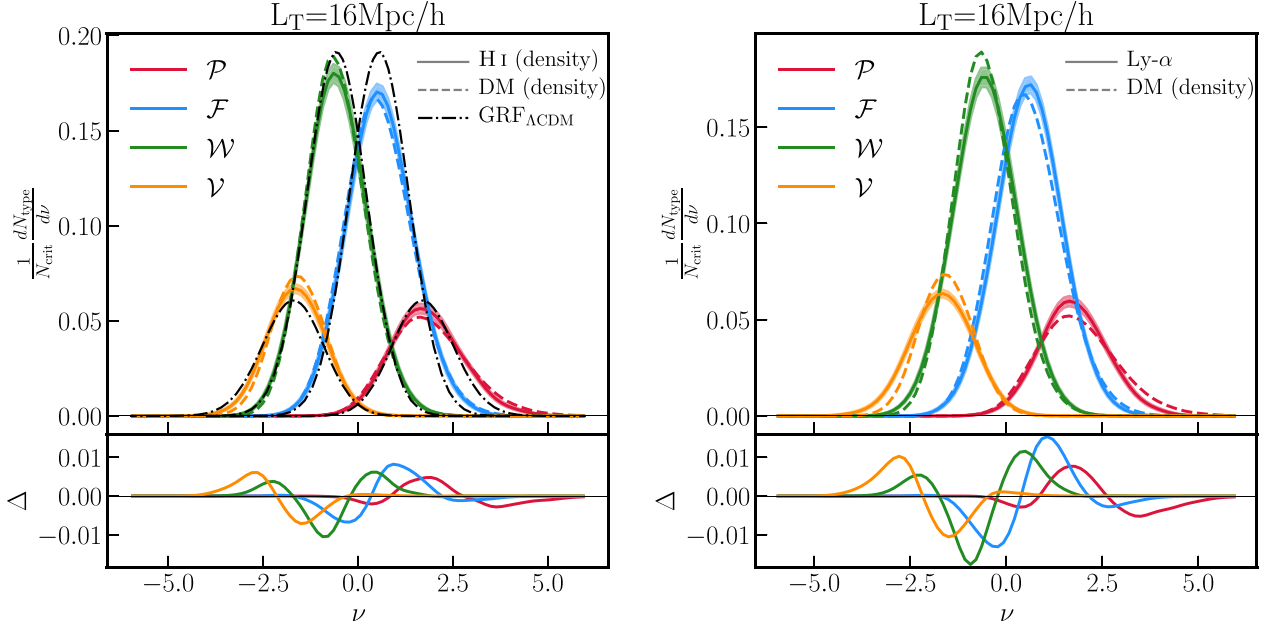 L_T=16Mpc/h
0.20
0.15
0.10
0.05
0.00
1/N_crit dN_type/dν
𝒫
ℱ
𝒲
𝒱
H I (density)
DM (density)
GRF_ΛCDM
0.01
0.00
−0.01
Δ
−5.0 −2.5 0.0 2.5 5.0
ν
L_T=16Mpc/h
0.15
0.10
0.05
0.00
1/N_crit dN_type/dν
𝒫
ℱ
𝒲
𝒱
Ly-α
DM (density)
0.01
0.00
−0.01
Δ
−5.0 −2.5 0.0 2.5 5.0
ν